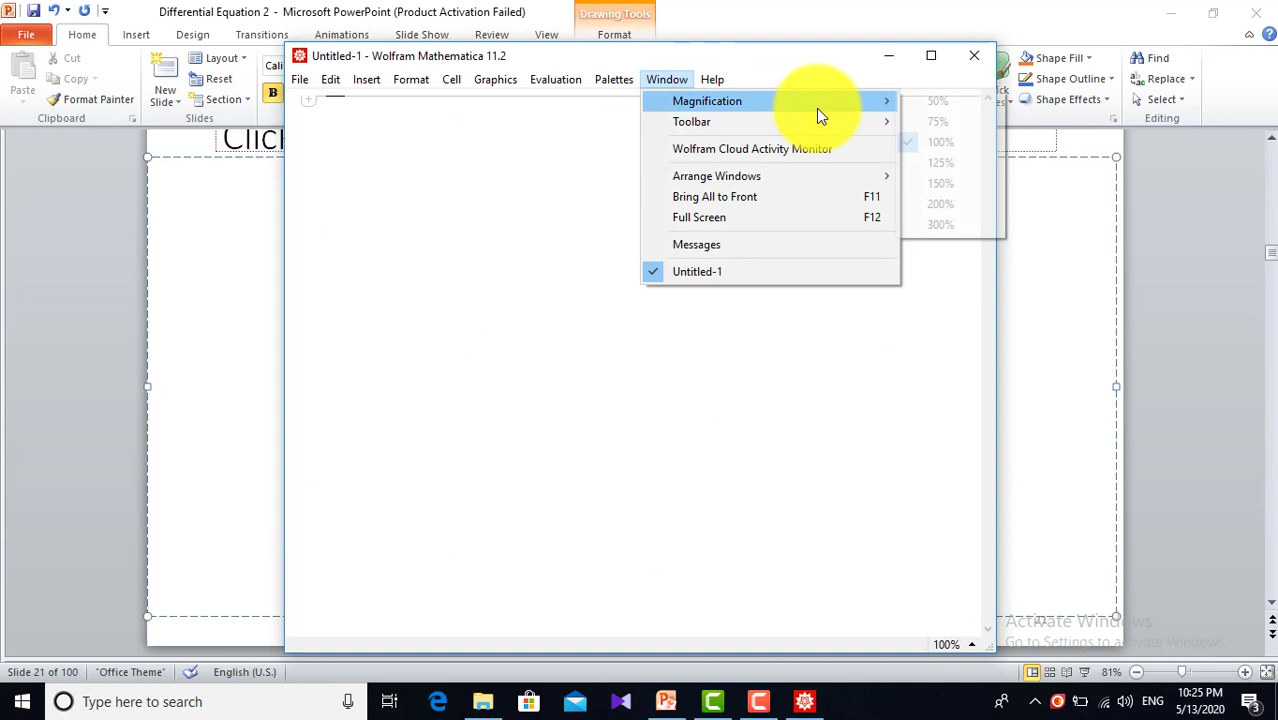 Differential Equation 2 - Microsoft PowerPoint (Product Activation Failed)
Drawing Tools
File Home Insert Design Transitions Animations Slide Show Review View Format
Paste
Cut
Copy
Format Painter
Clipboard
New Slide
Layout
Reset
Slides
Cali
B
Shape Fill
Shape Outline
Shape Effects
Find
Replace
Select
Editing
Untitled-1 - Wolfram Mathematica 11.2
File Edit Insert Format Cell Graphics Evaluation Palettes Window Help
Magnification
Toolbar
Wolfram Cloud Activity Monitor
Arrange Windows
Bring All to Front F11
Full Screen F12
Messages
Untitled-1
50%
75%
100%
125%
150%
200%
300%
Clic
100%
Activate Windows
Go to Settings to activate Windows.
Slide 21 of 100 "Office Theme" English (U.S.) 81%
Type here to search
ENG
10:25 PM
5/13/2020
3